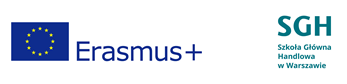 Erasmus+
SGH
Szkoła Główna
Handlowa
w Warszawie